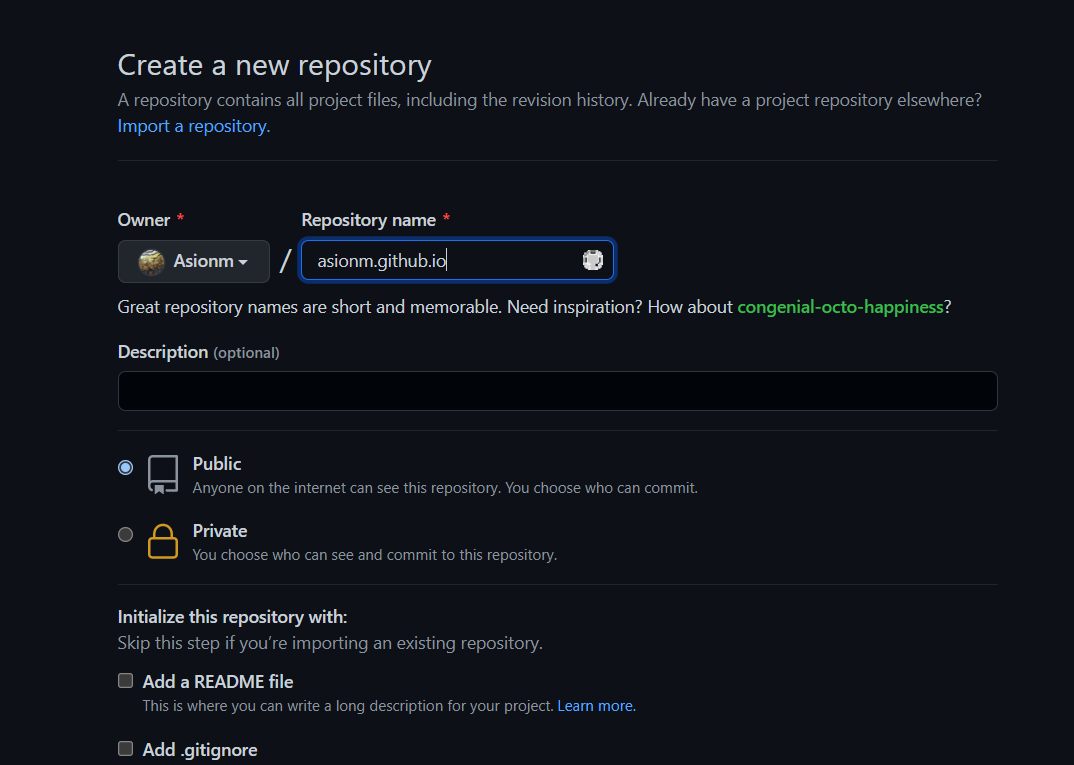 Create a new repository
A repository contains all project files, including the revision history. Already have a project repository elsewhere?
Import a repository.
Owner * Repository name *
Asionm / asionm.github.io
Great repository names are short and memorable. Need inspiration? How about congenial-octo-happiness?
Description (optional)
Public
Anyone on the internet can see this repository. You choose who can commit.
Private
You choose who can see and commit to this repository.
Initialize this repository with:
Skip this step if you’re importing an existing repository.
Add a README file
This is where you can write a long description for your project. Learn more.
Add .gitignore